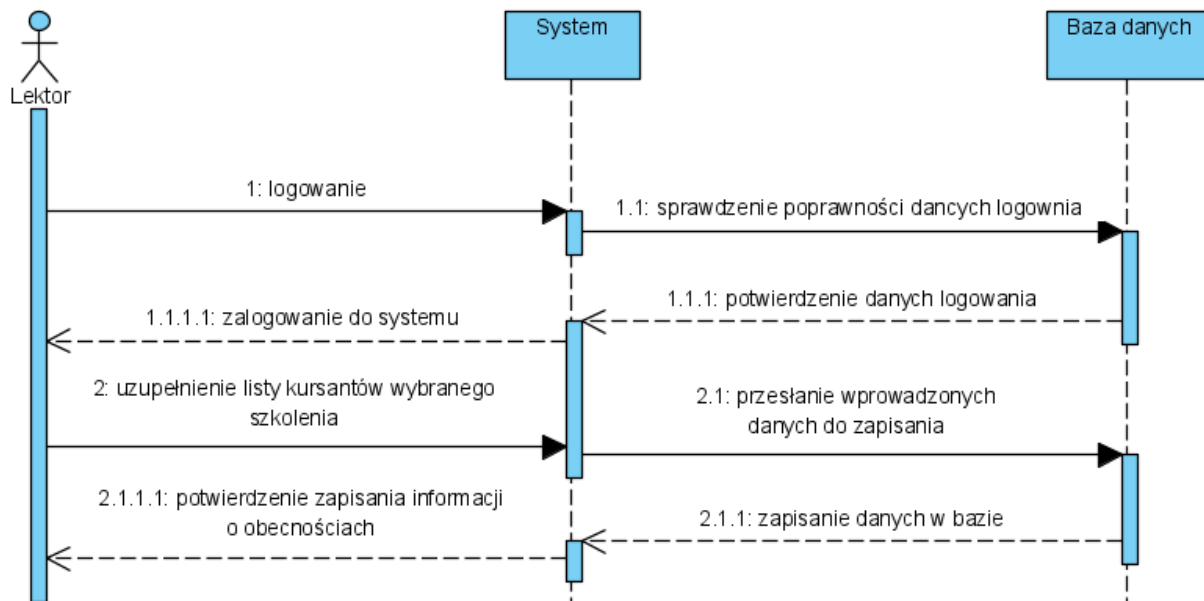 System
Baza danych
Lektor
1: logowanie
1.1: sprawdzenie poprawności dancych logownia
1.1.1: potwierdzenie danych logowania
1.1.1.1: zalogowanie do systemu
2: uzupełnienie listy kursantów wybranego
szkolenia
2.1: przesłanie wprowadzonych
danych do zapisania
2.1.1.1: potwierdzenie zapisania informacji
o obecnościach
2.1.1: zapisanie danych w bazie